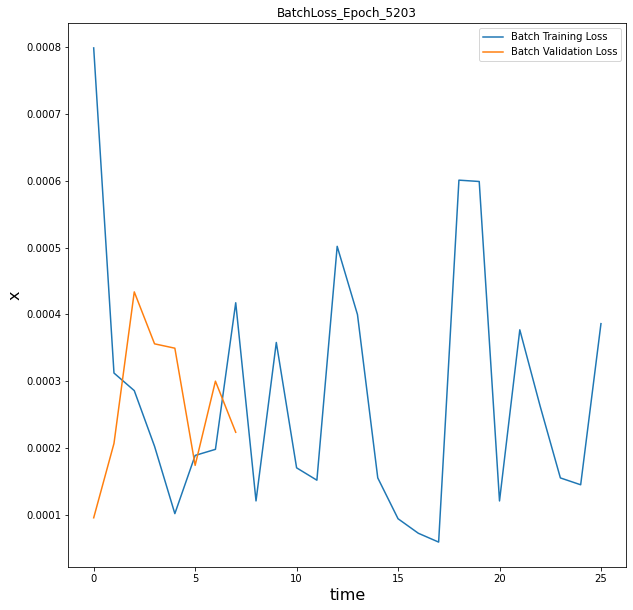 BatchLoss_Epoch_5203
Batch Training Loss
Batch Validation Loss
0.0008
0.0007
0.0006
0.0005
0.0004
0.0003
0.0002
0.0001
x
0 5 10 15 20 25
time